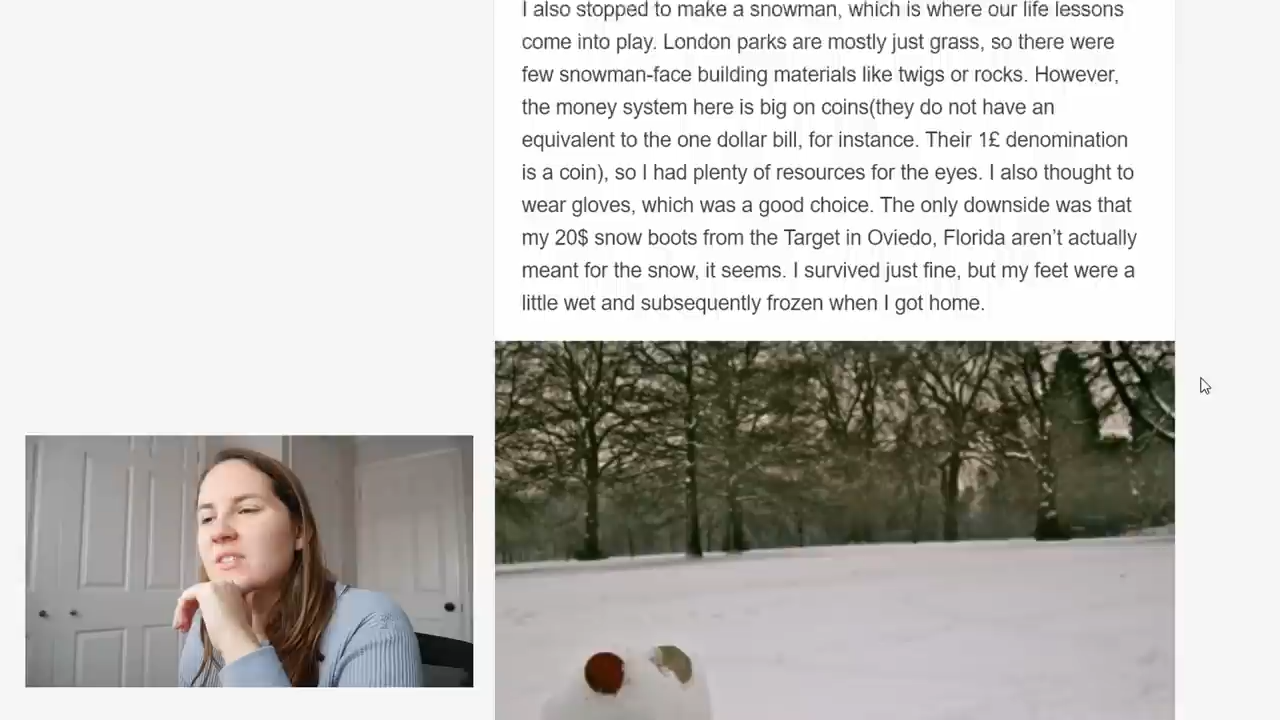 I also stopped to make a snowman, which is where our life lessons
come into play. London parks are mostly just grass, so there were
few snowman-face building materials like twigs or rocks. However,
the money system here is big on coins(they do not have an
equivalent to the one dollar bill, for instance. Their 1£ denomination
is a coin), so I had plenty of resources for the eyes. I also thought to
wear gloves, which was a good choice. The only downside was that
my 20$ snow boots from the Target in Oviedo, Florida aren’t actually
meant for the snow, it seems. I survived just fine, but my feet were a
little wet and subsequently frozen when I got home.